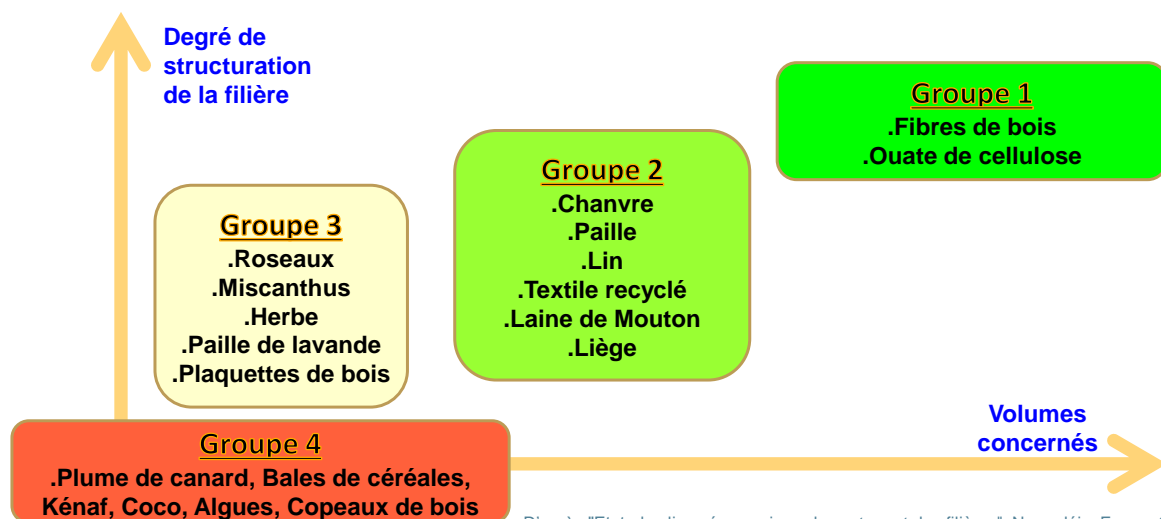 Degré de
structuration
de la filière
Groupe 1
.Fibres de bois
.Ouate de cellulose
Groupe 2
.Chanvre
.Paille
.Lin
.Textile recyclé
.Laine de Mouton
.Liège
Groupe 3
.Roseaux
.Miscanthus
.Herbe
.Paille de lavande
.Plaquettes de bois
Volumes
concernés
Groupe 4
.Plume de canard, Bales de céréales,
Kénaf, Coco, Algues, Copeaux de bois